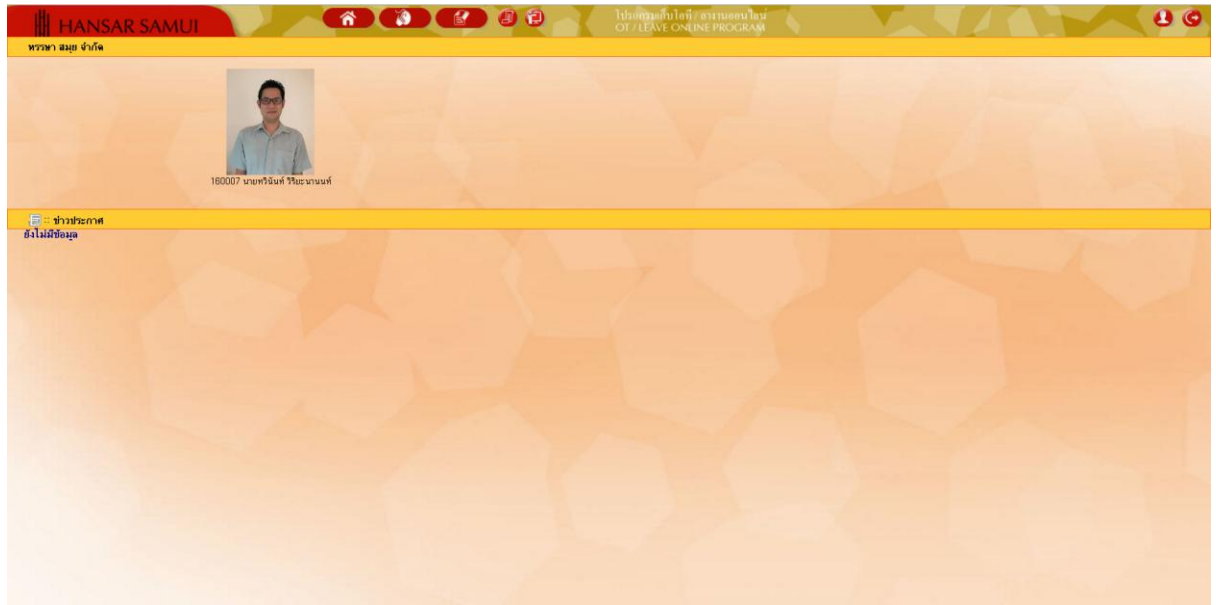 HANSAR SAMUI
โปรแกรมเก็บโอที / ลางานออนไลน์
OT / LEAVE ONLINE PROGRAM
หรรษา สมุย จำกัด
160007 นายทวินันท์ วิริยะนานนท์
:: ข่าวประกาศ
ยังไม่มีข้อมูล